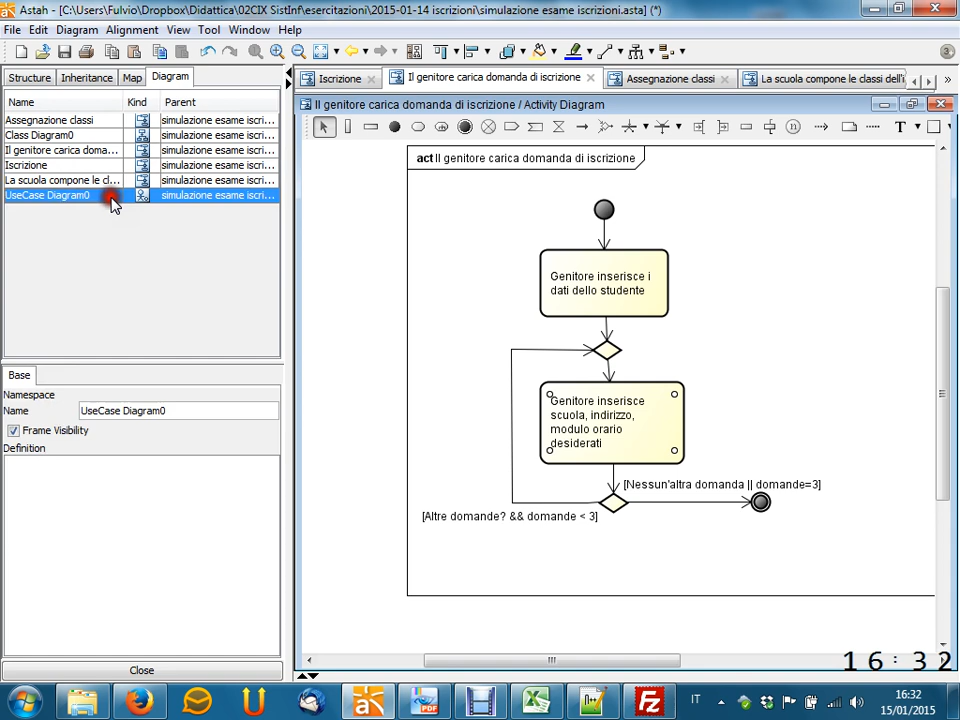 Astah - [C:\Users\Fulvio\Dropbox\Didattica\02CIX SistInf\esercitazioni\2015-01-14 iscrizioni\simulazione esame iscrizioni.asta] (*)
File Edit Diagram Alignment View Tool Window Help
3
Structure Inheritance Map Diagram
Iscrizione Il genitore carica domanda di iscrizione Assegnazione classi La scuola compone le classi dell'i
Name Kind Parent
Il genitore carica domanda di iscrizione / Activity Diagram
Assegnazione classi simulazione esame iscri...
Class Diagram0 simulazione esame iscri...
Il genitore carica doma... simulazione esame iscri...
Iscrizione simulazione esame iscri...
La scuola compone le cl... simulazione esame iscri...
UseCase Diagram0 simulazione esame iscri...
T
act Il genitore carica domanda di iscrizione
Genitore inserisce i
dati dello studente
Genitore inserisce
scuola, indirizzo,
modulo orario
desiderati
[Nessun'altra domanda || domande=3]
[Altre domande? && domande < 3]
Base
Namespace
Name UseCase Diagram0
Frame Visibility
Definition
Close
16:32
PDF
IT
16:32
15/01/2015